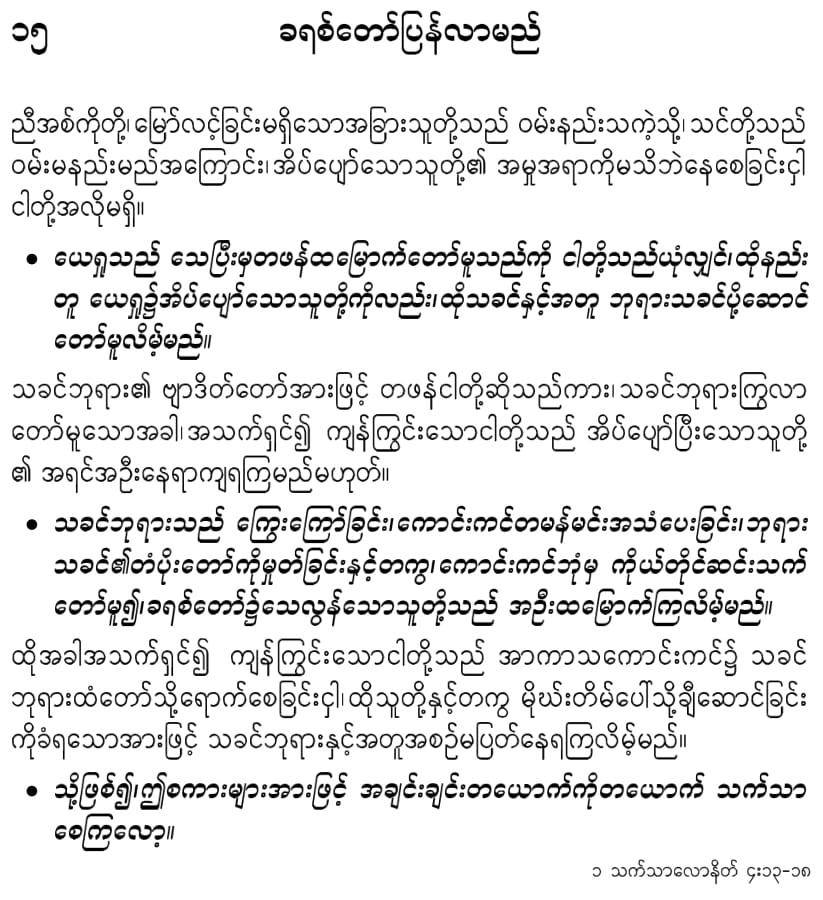 ၁၅ ခရစ်တော်ပြန်လာမည်
ညီအစ်ကိုတို့၊ မြော်လင့်ခြင်းမရှိသောအခြားသူတို့သည် ဝမ်းနည်းသကဲ့သို့၊ သင်တို့သည်
ဝမ်းမနည်းမည်အကြောင်း၊ အိပ်ပျော်သောသူတို့၏ အမှုအရာကိုမသိဘဲနေစေခြင်းငှါ
ငါတို့အလိုမရှိ။
• ယေရှုသည် သေပြီးမှတဖန်ထမြောက်တော်မူသည်ကို ငါတို့သည်ယုံလျှင်၊ ထိုနည်း
တူ ယေရှု၌အိပ်ပျော်သောသူတို့ကိုလည်း၊ ထိုသခင်နှင့်အတူ ဘုရားသခင်ပို့ဆောင်
တော်မူလိမ့်မည်။
သခင်ဘုရား၏ ဗျာဒိတ်တော်အားဖြင့် တဖန်ငါတို့ဆိုသည်ကား၊ သခင်ဘုရားကြွလာ
တော်မူသောအခါ၊ အသက်ရှင်၍ ကျန်ကြွင်းသောငါတို့သည် အိပ်ပျော်ပြီးသောသူတို့
၏ အရင်အဦးနေရာကျရကြမည်မဟုတ်။
• သခင်ဘုရားသည် ကြွေးကြော်ခြင်း၊ ကောင်းကင်တမန်မင်းအသံပေးခြင်း၊ ဘုရား
သခင်၏တံပိုးတော်ကိုမှုတ်ခြင်းနှင့်တကွ၊ ကောင်းကင်ဘုံမှ ကိုယ်တိုင်ဆင်းသက်
တော်မူ၍၊ ခရစ်တော်၌သေလွန်သောသူတို့သည် အဦးထမြောက်ကြလိမ့်မည်။
ထိုအခါအသက်ရှင်၍ ကျန်ကြွင်းသောငါတို့သည် အာကာသကောင်းကင်၌ သခင်
ဘုရားထံတော်သို့ရောက်စေခြင်းငှါ၊ ထိုသူတို့နှင့်တကွ မိုဃ်းတိမ်ပေါ်သို့ချီဆောင်ခြင်း
ကိုခံရသောအားဖြင့် သခင်ဘုရားနှင့်အတူအစဉ်မပြတ်နေရကြလိမ့်မည်။
• သို့ဖြစ်၍၊ ဤစကားများအားဖြင့် အချင်းချင်းတယောက်ကိုတယောက် သက်သာ
စေကြလော့။
၁ သက်သာလောနိတ် ၄း၁၃-၁၈